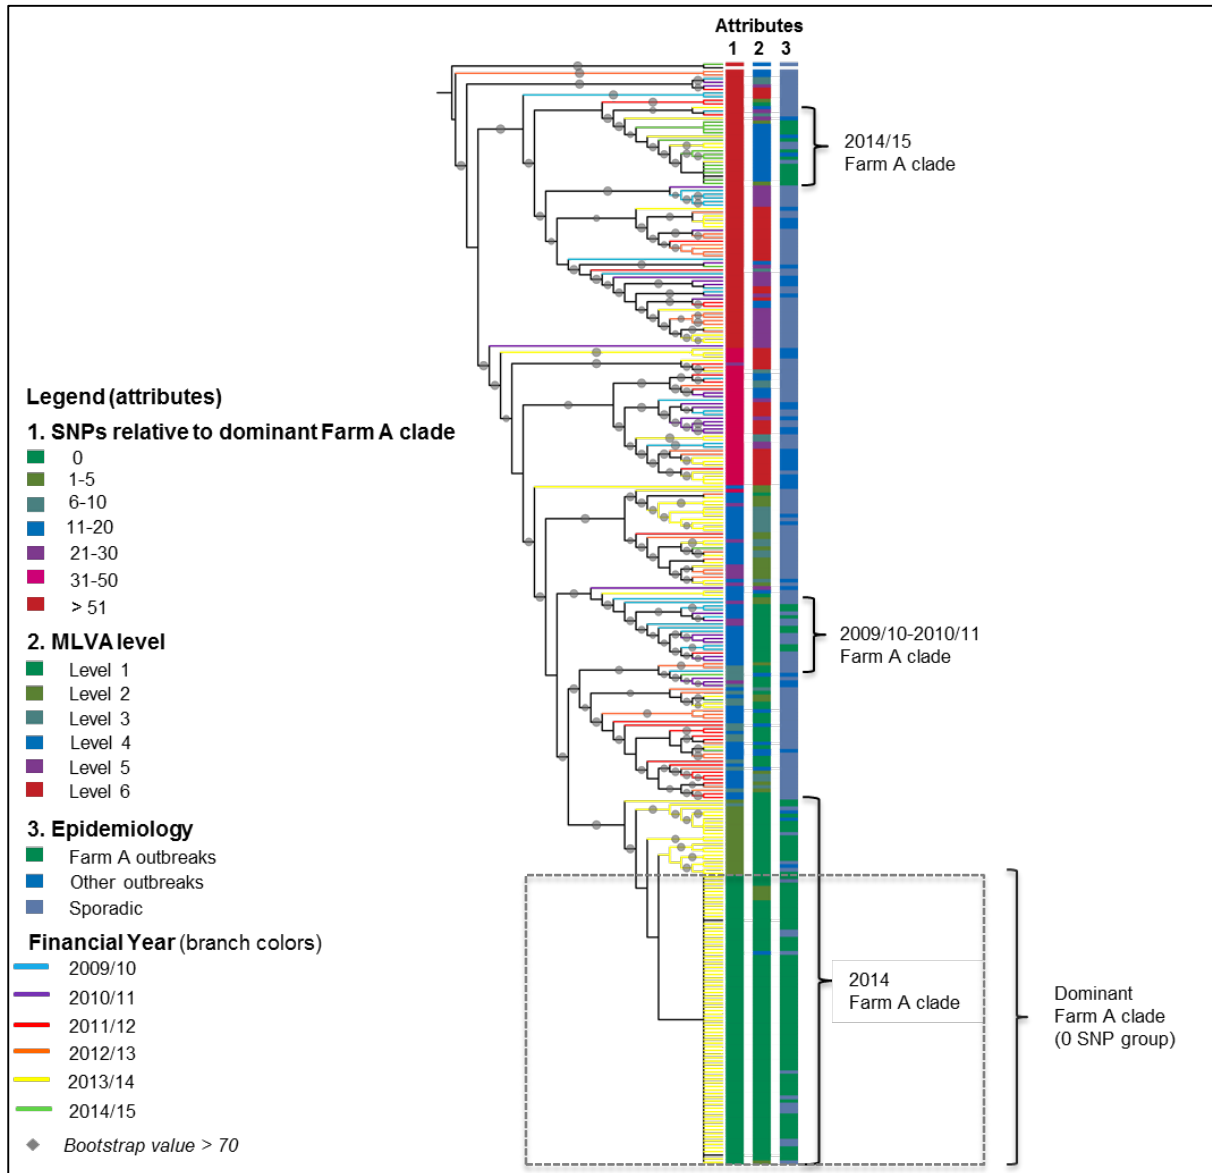 Attributes
1 2 3
2014/15
Farm A clade
Legend (attributes)
1. SNPs relative to dominant Farm A clade
0
1-5
6-10
11-20
21-30
31-50
> 51
2. MLVA level
Level 1
Level 2
Level 3
Level 4
Level 5
Level 6
3. Epidemiology
Farm A outbreaks
Other outbreaks
Sporadic
Financial Year (branch colors)
2009/10
2010/11
2011/12
2012/13
2013/14
2014/15
Bootstrap value > 70
2009/10-2010/11
Farm A clade
2014
Farm A clade
Dominant
Farm A clade
(0 SNP group)